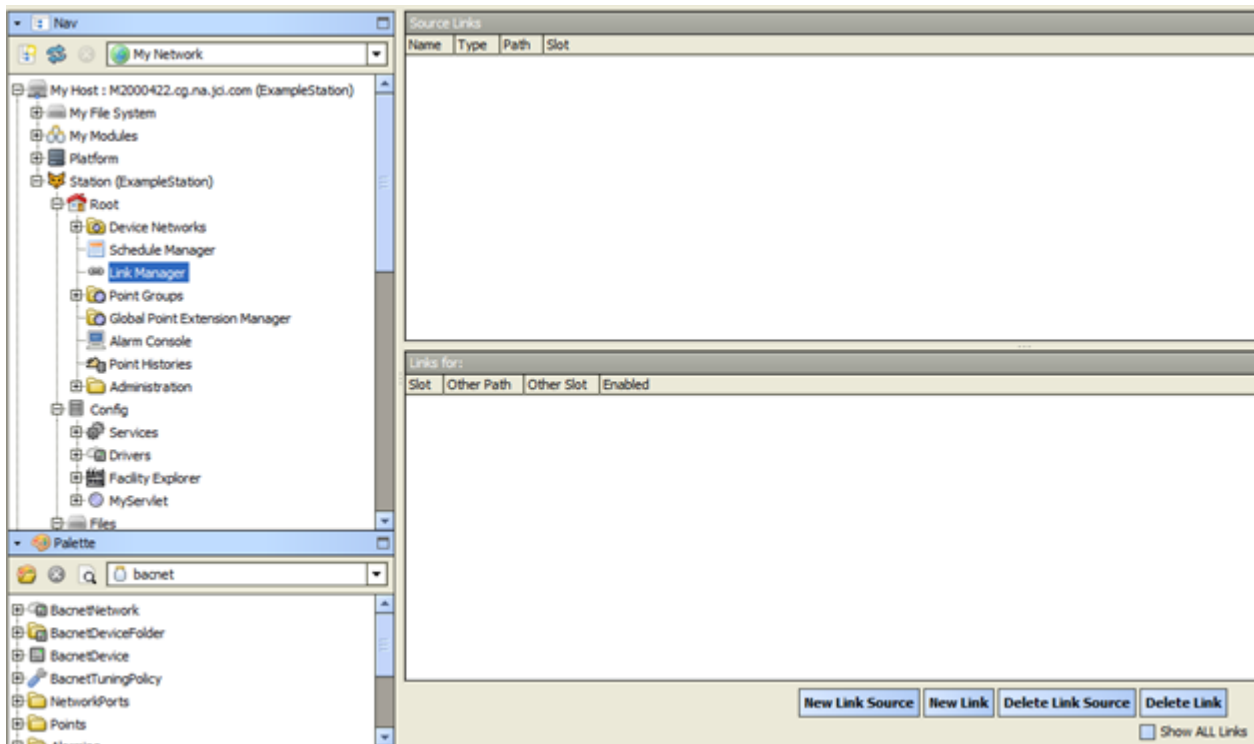 Nav
My Network
My Host : M2000422.cg.na.jci.com (ExampleStation)
My File System
My Modules
Platform
Station (ExampleStation)
Root
Device Networks
Schedule Manager
Link Manager
Point Groups
Global Point Extension Manager
Alarm Console
Point Histories
Administration
Config
Services
Drivers
Facility Explorer
MyServlet
Files
Palette
bacnet
BacnetNetwork
BacnetDeviceFolder
BacnetDevice
BacnetTuningPolicy
NetworkPorts
Points
Source Links
Name Type Path Slot
Links for:
Slot Other Path Other Slot Enabled
New Link Source New Link Delete Link Source Delete Link
Show ALL Links